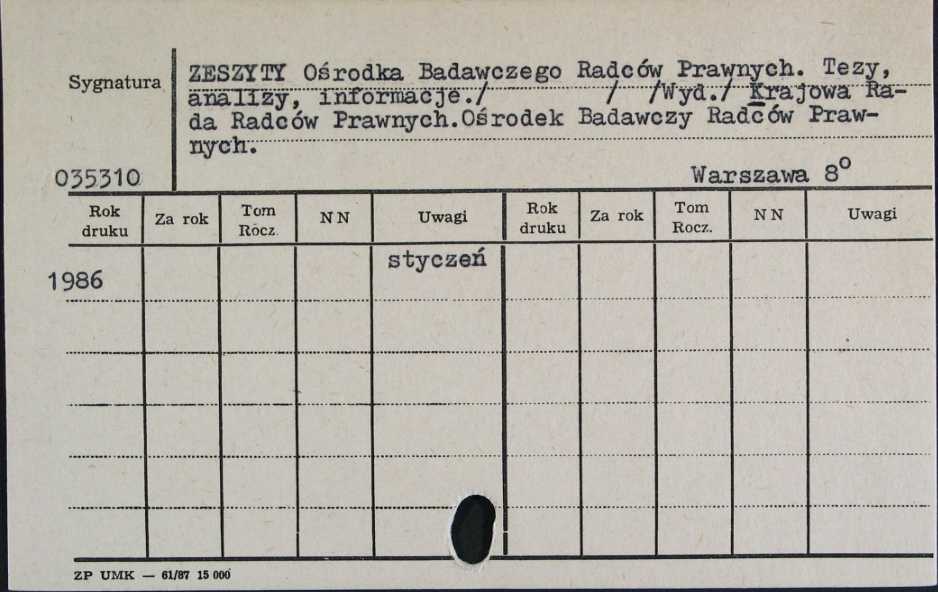 Sygnatura
ZESZYTY Ośrodka Badawczego Radców Prawnych. Tezy,
analizy, informacje./ / /Wyd./ Krajowa Ra-
da Radców Prawnych.Ośrodek Badawczy Radców Praw-
nych.
035310 Warszawa 8°
Rok druku Za rok Tom Rocz. N N Uwagi Rok druku Za rok Tom Rocz. N N Uwagi
1986 styczeń
ZP UMK — 61/87 15 000